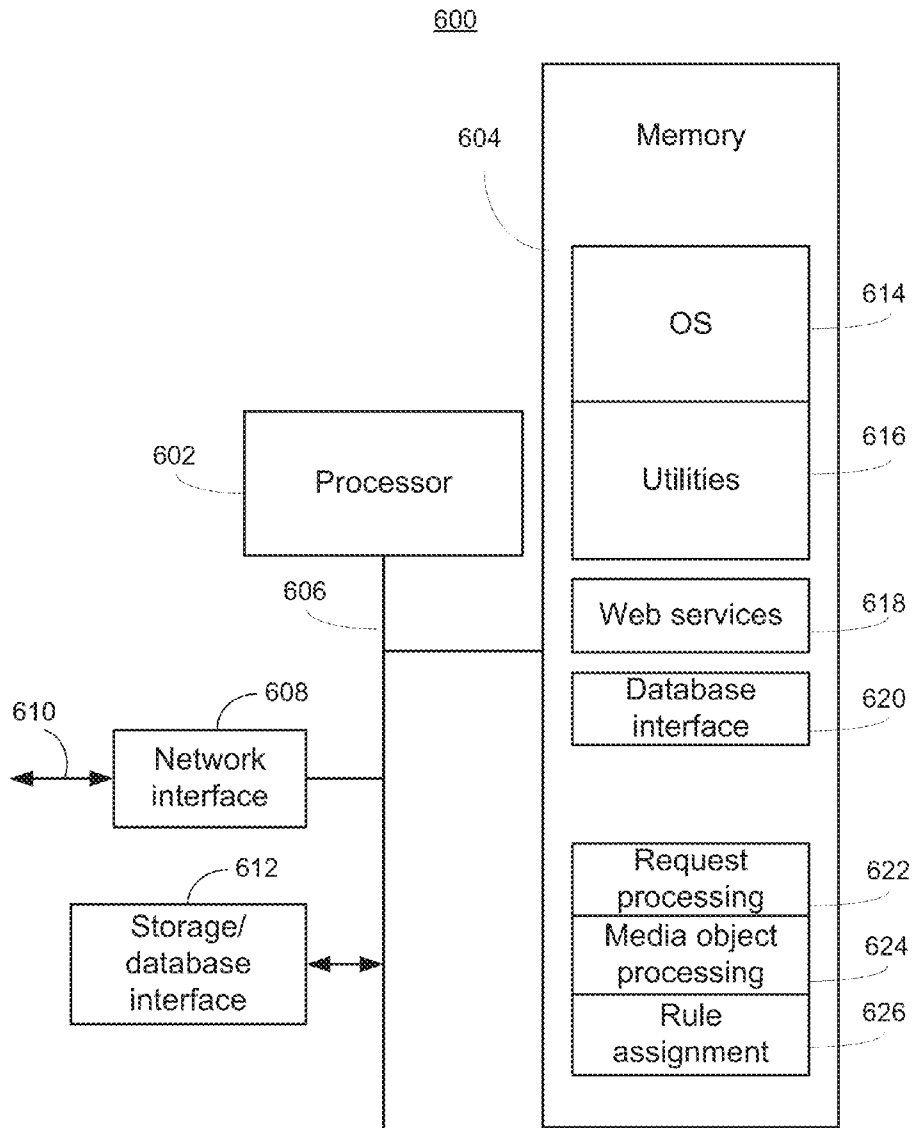 600
604
Memory
614
OS
602
Processor
616
Utilities
606
Web services
618
608
610
Database
interface
620
Network
interface
612
Request
processing
622
Storage/
database
interface
Media object
processing
624
Rule
assignment
626